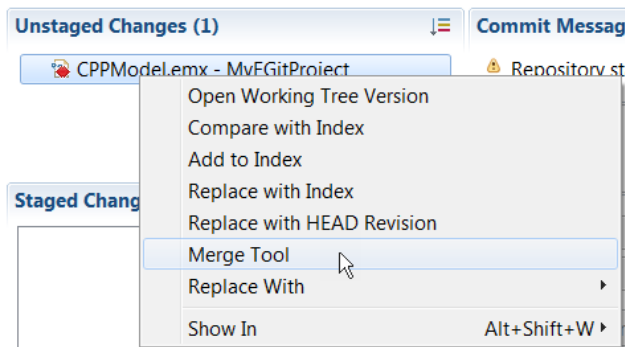 Unstaged Changes (1)
Commit Messag
CPPModel.emx - MyEGitProject
Repository st
Open Working Tree Version
Compare with Index
Add to Index
Replace with Index
Staged Chang
Replace with HEAD Revision
Merge Tool
Replace With
Show In Alt+Shift+W